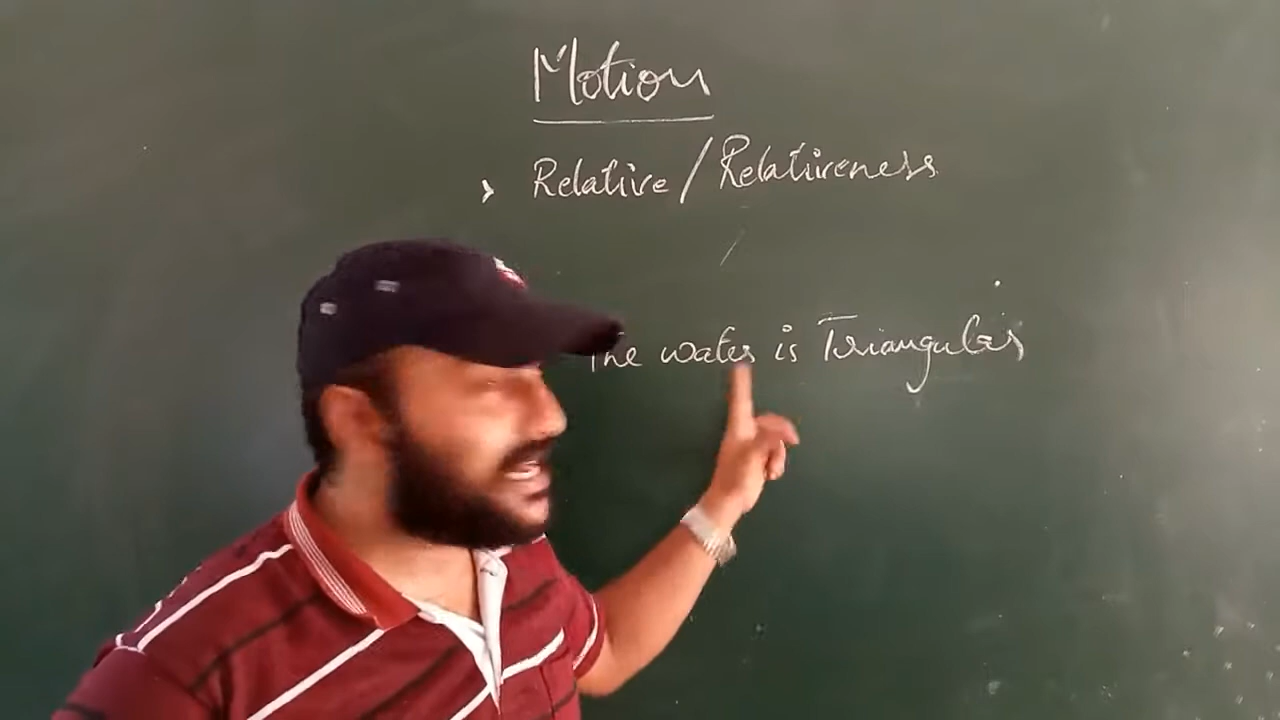 Motion
› Relative / Relativeness
The water is Triangular